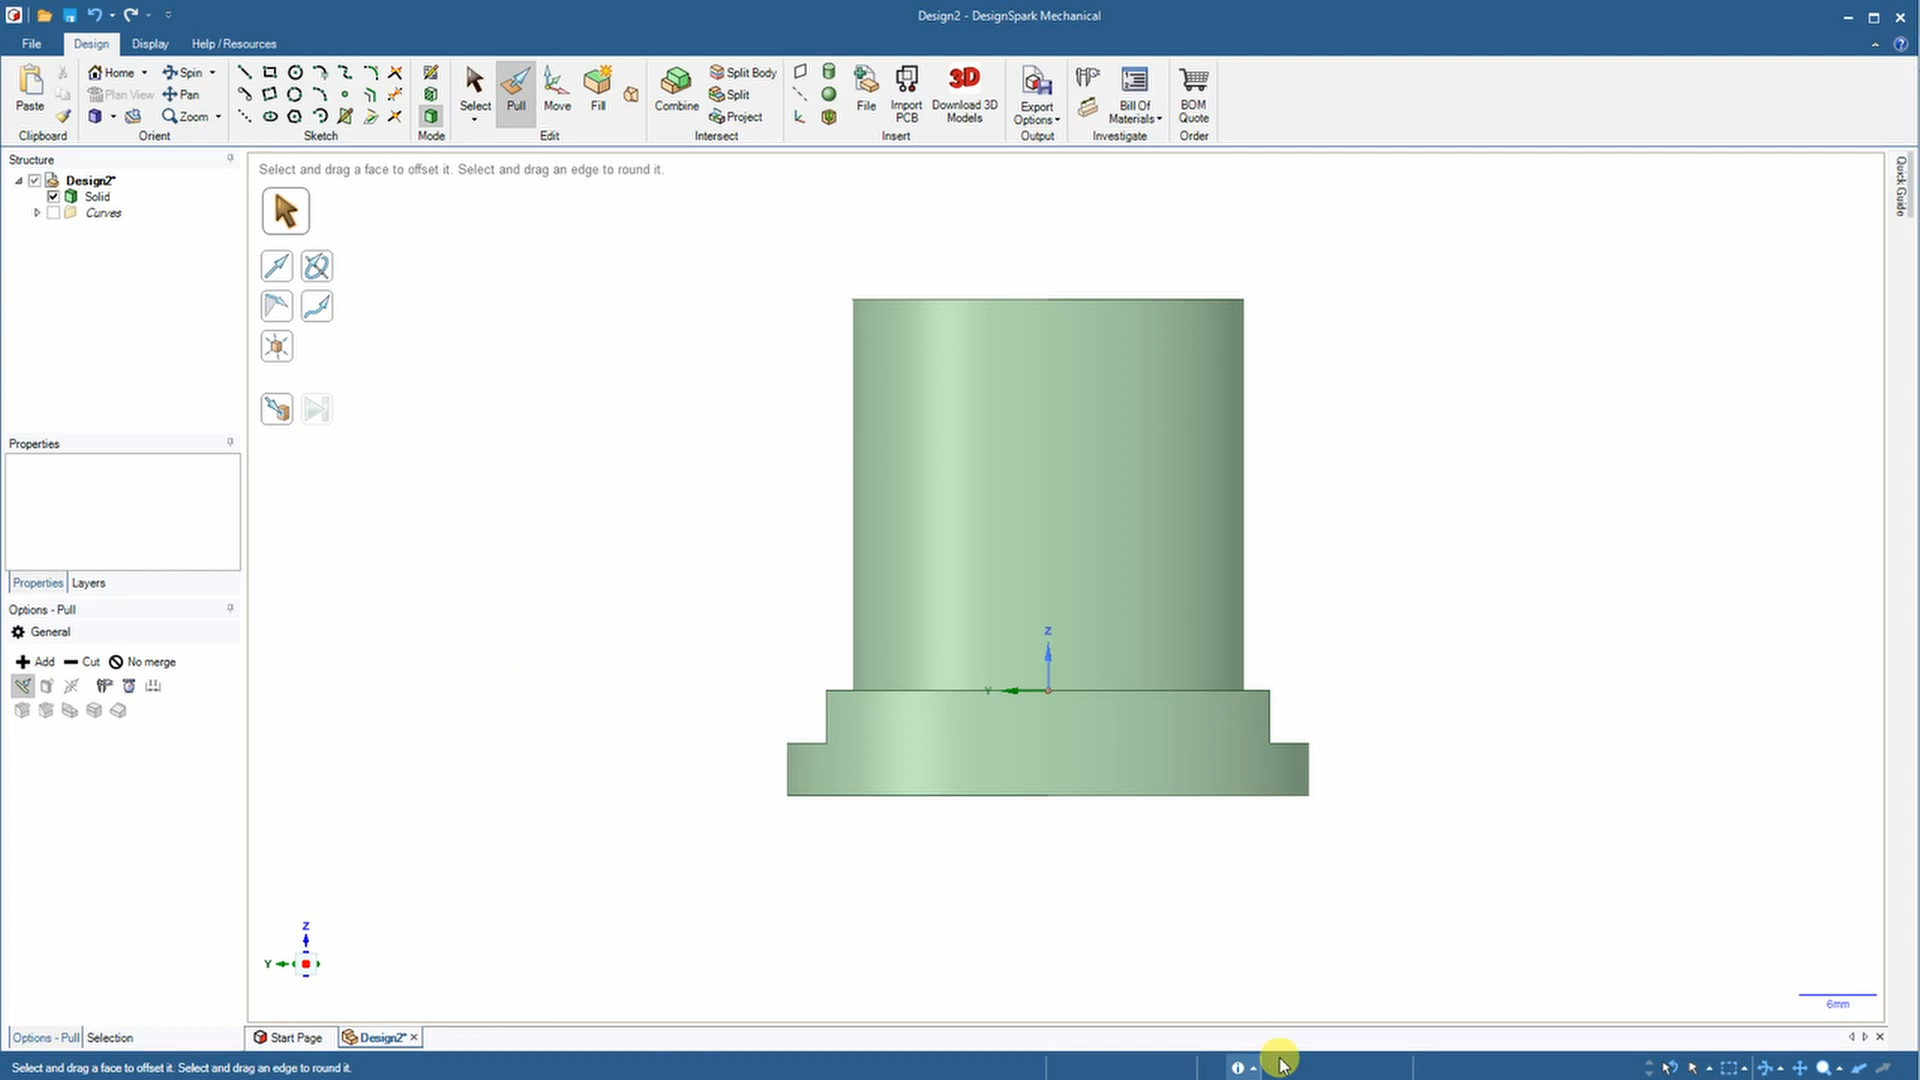 Design2 - DesignSpark Mechanical
File Design Display Help / Resources
Paste
Clipboard
Home Spin
Plan View Pan
Zoom
Orient
Sketch
Mode
Select Pull Move Fill
Edit
Combine
Split Body
Split
Project
Intersect
File Import PCB Download 3D Models
3D
Insert
Export Options
Output
Bill Of Materials
Investigate
BOM Quote
Order
Structure
Design2*
Solid
Curves
Select and drag a face to offset it. Select and drag an edge to round it.
Quick Guide
Properties
Properties Layers
Options - Pull
General
Add Cut No merge
Z
Y
Z
Y
6mm
Options - Pull Selection
Start Page Design2*
Select and drag a face to offset it. Select and drag an edge to round it.